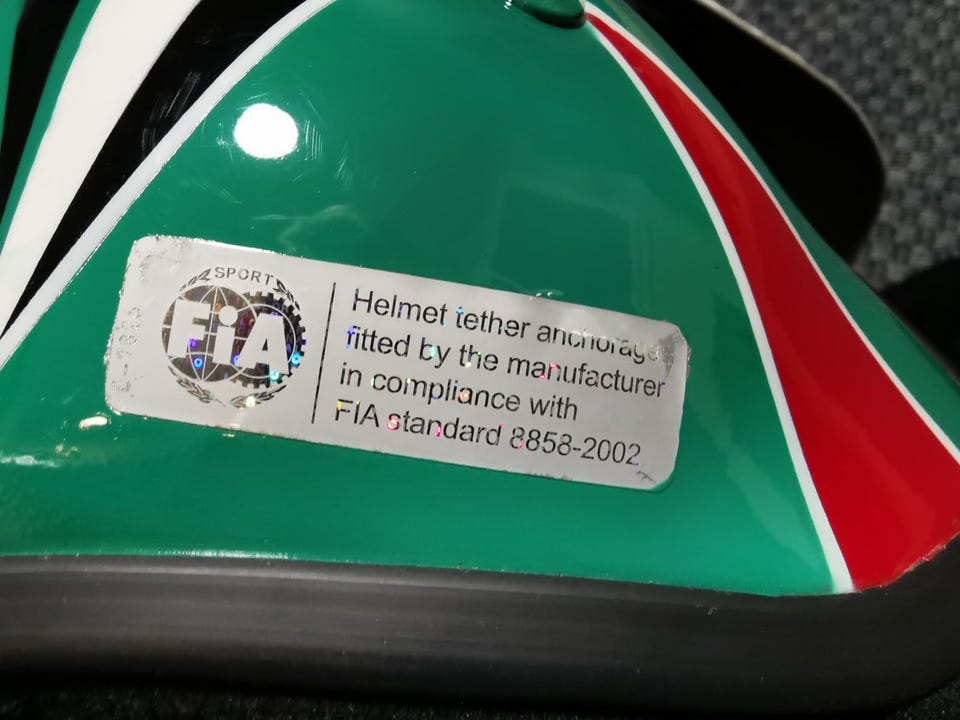 SPORT
FIA
Helmet tether anchorage
fitted by the manufacturer
in compliance with
FIA standard 8858-2002